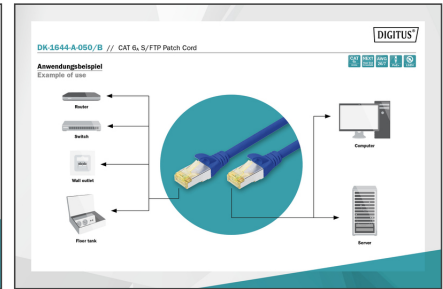 DIGITUS®
DK-1644-A-050/B // CAT 6A S/FTP Patch Cord
Anwendungsbeispiel
Example of use
Router
Switch
Wall outlet
Floor tank
Computer
Server